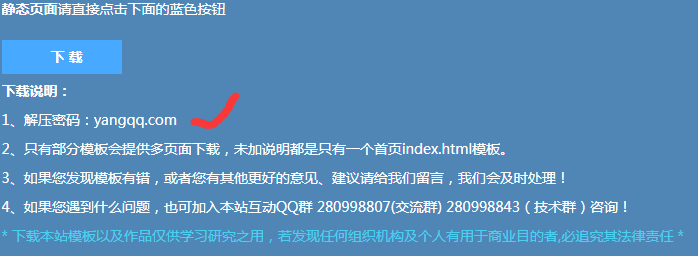 静态页面请直接点击下面的蓝色按钮
下 载
下载说明：
1、解压密码：yangqq.com
2、只有部分模板会提供多页面下载，未加说明都是只有一个首页index.html模板。
3、如果您发现模板有错，或者您有其他更好的意见、建议请给我们留言，我们会及时处理！
4、如果您遇到什么问题，也可加入本站互动QQ群 280998807(交流群) 280998843（技术群）咨询！
* 下载本站模板以及作品仅供学习研究之用，若发现任何组织机构及个人有用于商业目的者,必追究其法律责任 *